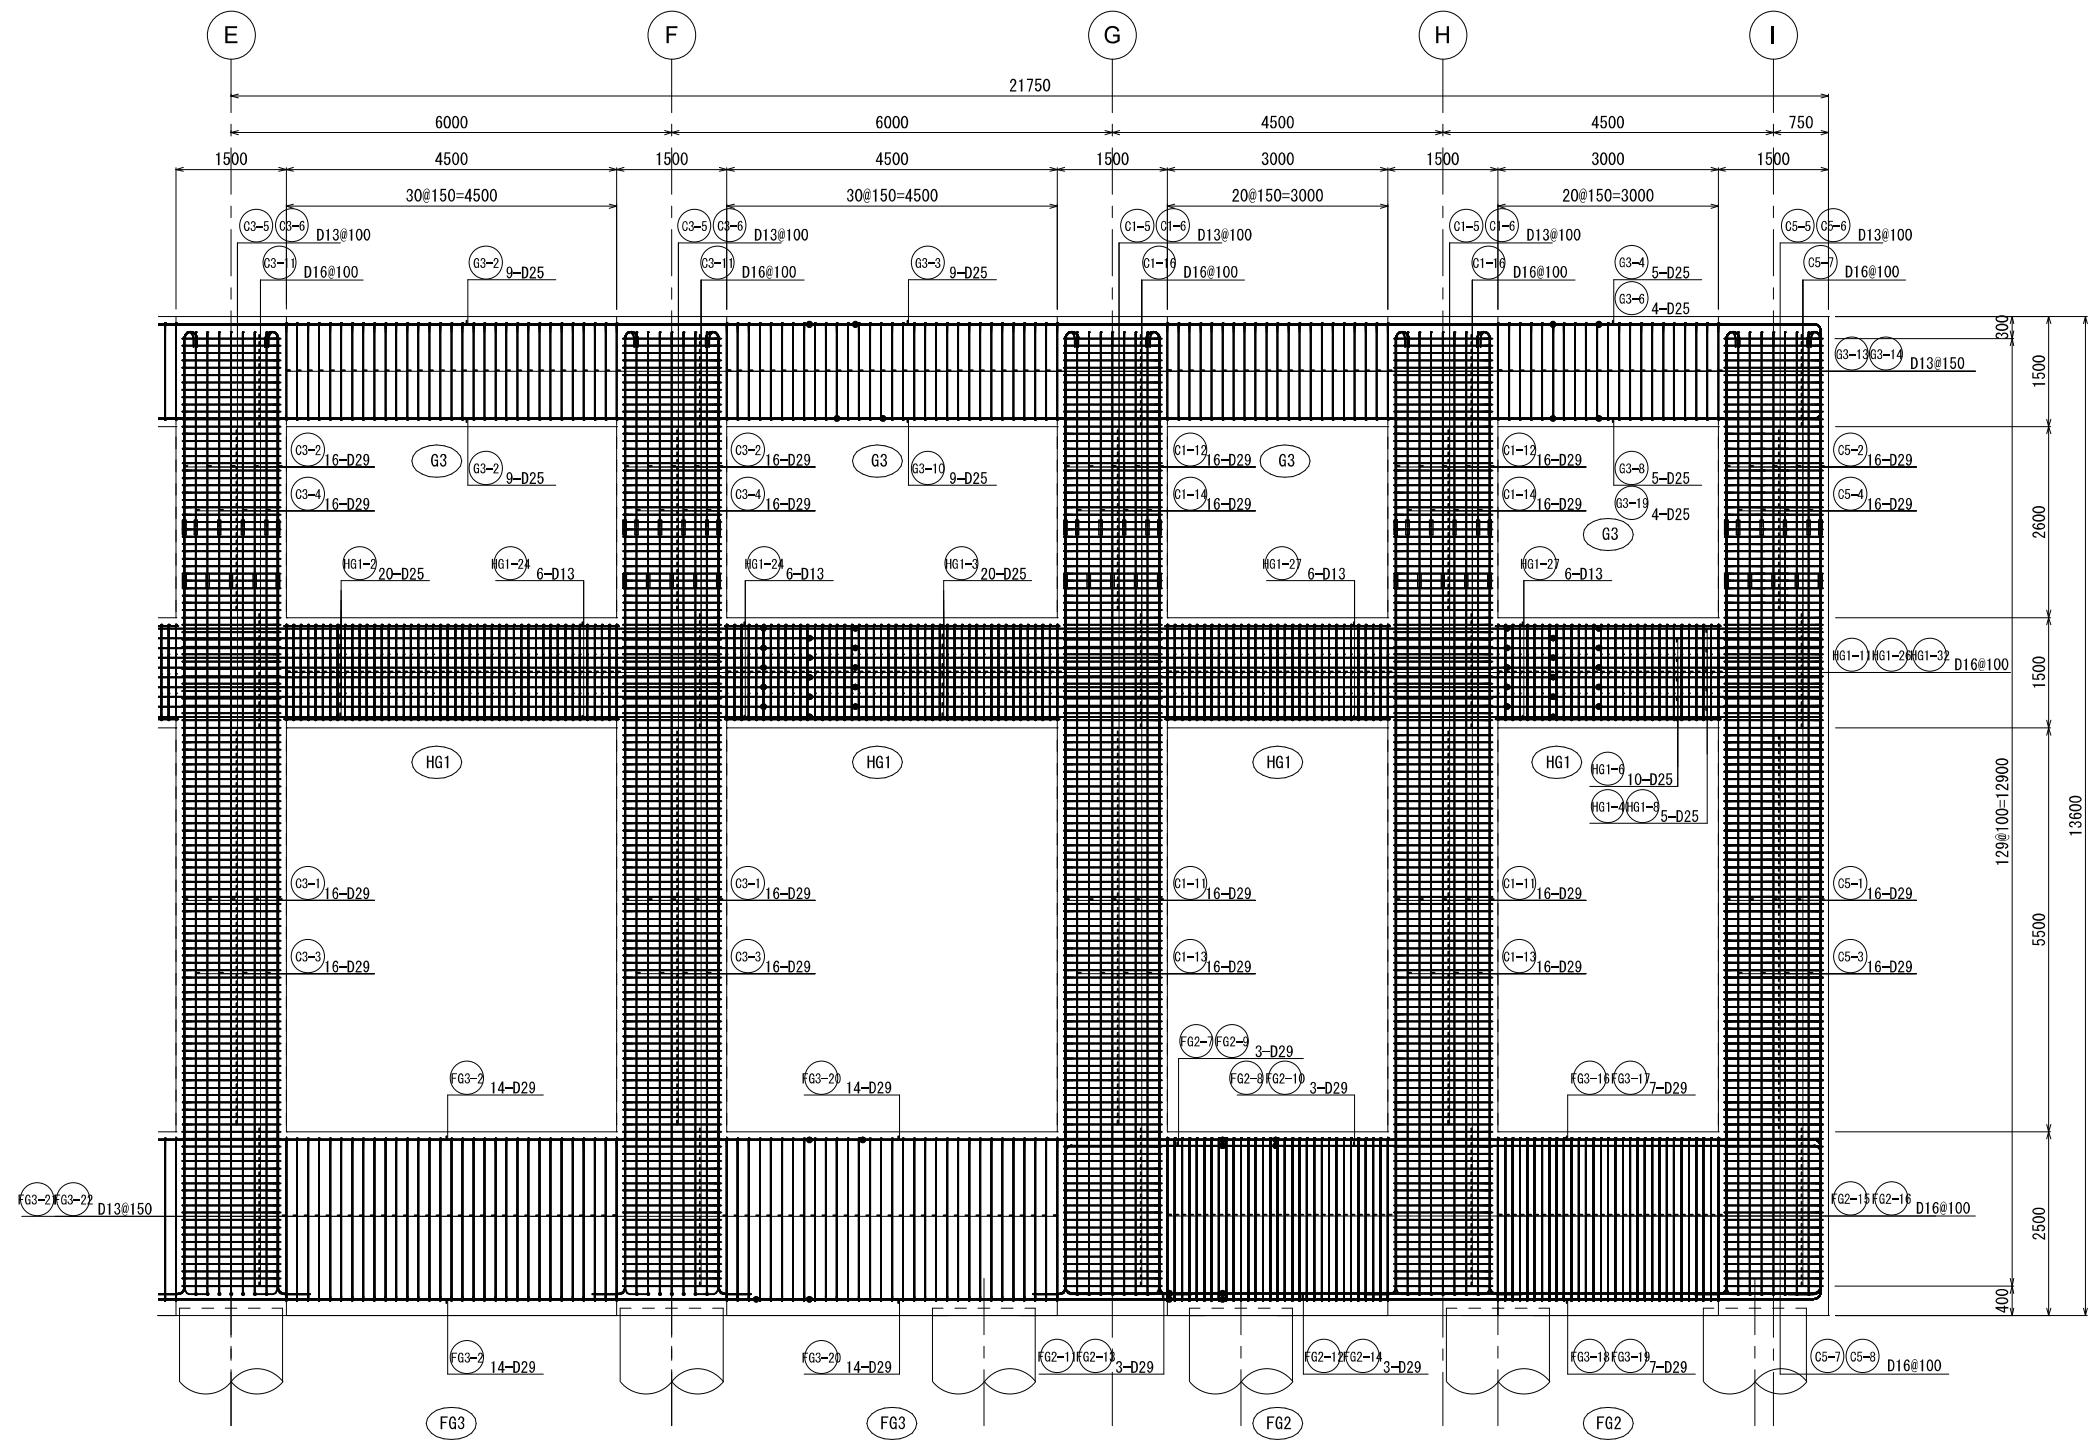 E F G H I
21750
6000 6000 4500 4500 750
1500 4500 1500 4500 1500 3000 1500 3000 1500
30@150=4500 30@150=4500 20@150=3000 20@150=3000
C3-5 C3-6 D13@100 C3-5 C3-6 D13@100 C1-5 C1-6 D13@100 C1-5 C1-6 D13@100 C5-5 C5-6 D13@100
C3-11 D16@100 G3-2 9-D25 C3-11 D16@100 G3-3 9-D25 C1-16 D16@100 C1-16 D16@100 G3-4 5-D25 C5-7 D16@100
G3-6 4-D25
300
G3-13 G3-14 D13@150 1500
C3-2 16-D29 G3 G3-2 9-D25 C3-2 16-D29 G3 G3-10 9-D25 C1-12 16-D29 G3 C1-12 16-D29 G3-8 5-D25 C5-2 16-D29
C3-4 16-D29 C3-4 16-D29 C1-14 16-D29 C1-14 16-D29 G3-19 4-D25 C5-4 16-D29
G3 2600
HG1-2 20-D25 HG1-24 6-D13 HG1-24 6-D13 HG1-3 20-D25 HG1-27 6-D13 HG1-27 6-D13
HG1-11 HG1-26 HG1-32 D16@100 1500
HG1 HG1 HG1 HG1 HG1-6 10-D25
HG1-4 HG1-8 5-D25
129@100=12900 13600
C3-1 16-D29 C3-1 16-D29 C1-11 16-D29 C1-11 16-D29 C5-1 16-D29
5500
C3-3 16-D29 C3-3 16-D29 C1-13 16-D29 C1-13 16-D29 C5-3 16-D29
FG2-7 FG2-9 3-D29
FG3-2 14-D29 FG3-20 14-D29 FG2-8 FG2-10 3-D29 FG3-16 FG3-17 7-D29
FG3-21 FG3-22 D13@150 FG2-15 FG2-16 D16@100
2500
400
FG3-2 14-D29 FG3-20 14-D29 FG2-11 FG2-13 3-D29 FG2-12 FG2-14 3-D29 FG3-18 FG3-19 7-D29 C5-7 C5-8 D16@100
FG3 FG3 FG2 FG2